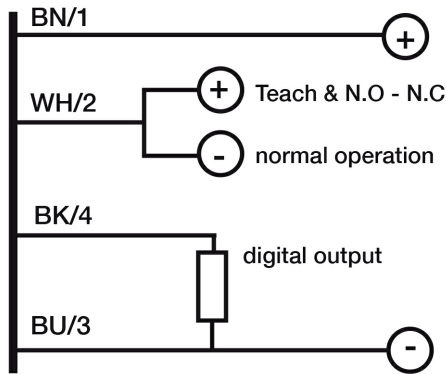 BN/1
+
WH/2
+ Teach & N.O - N.C
- normal operation
BK/4
digital output
BU/3
-